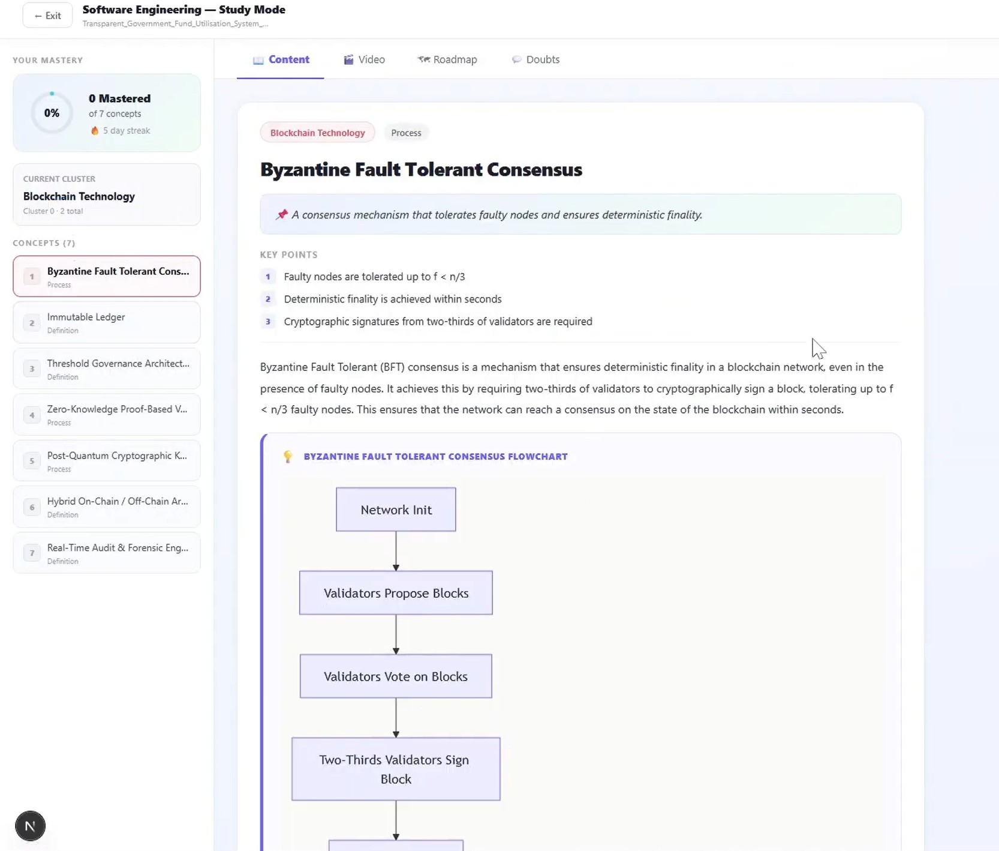 ← Exit
Software Engineering — Study Mode
Transparent_Government_Fund_Utilisation_System_...
YOUR MASTERY
0%
0 Mastered
of 7 concepts
5 day streak
CURRENT CLUSTER
Blockchain Technology
Cluster 0 · 2 total
CONCEPTS (7)
1
Byzantine Fault Tolerant Cons...
Process
2
Immutable Ledger
Definition
3
Threshold Governance Architect...
Definition
4
Zero-Knowledge Proof-Based V...
Process
5
Post-Quantum Cryptographic K...
Process
6
Hybrid On-Chain / Off-Chain Ar...
Definition
7
Real-Time Audit & Forensic Eng...
Definition
N
Content
Video
Roadmap
Doubts
Blockchain Technology
Process
Byzantine Fault Tolerant Consensus
A consensus mechanism that tolerates faulty nodes and ensures deterministic finality.
KEY POINTS
1 Faulty nodes are tolerated up to f < n/3
2 Deterministic finality is achieved within seconds
3 Cryptographic signatures from two-thirds of validators are required
Byzantine Fault Tolerant (BFT) consensus is a mechanism that ensures deterministic finality in a blockchain network, even in the
presence of faulty nodes. It achieves this by requiring two-thirds of validators to cryptographically sign a block, tolerating up to f
< n/3 faulty nodes. This ensures that the network can reach a consensus on the state of the blockchain within seconds.
BYZANTINE FAULT TOLERANT CONSENSUS FLOWCHART
Network Init
Validators Propose Blocks
Validators Vote on Blocks
Two-Thirds Validators Sign
Block